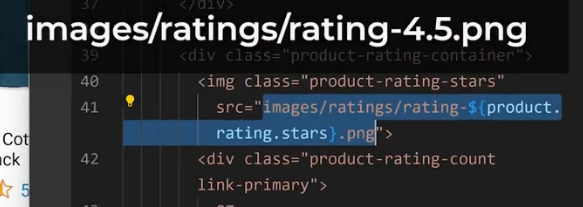 37 </div>
images/ratings/rating-4.5.png
39 <div class="product-rating-container">
40 <img class="product-rating-stars"
41 src="images/ratings/rating-${product.
rating.stars}.png">
42 <div class="product-rating-count
link-primary">
Cot
ack
5